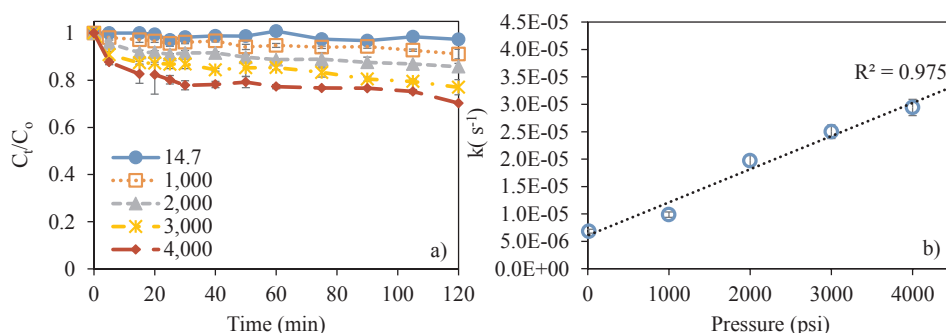 1
0.8
0.6
0.4
0.2
0
C_t/C_o
14.7
1,000
2,000
3,000
4,000
a)
0 20 40 60 80 100 120
Time (min)
4.5E-05
4.0E-05
3.5E-05
3.0E-05
2.5E-05
2.0E-05
1.5E-05
1.0E-05
5.0E-06
0.0E+00
k( s⁻¹)
R² = 0.975
b)
0 1000 2000 3000 4000
Pressure (psi)